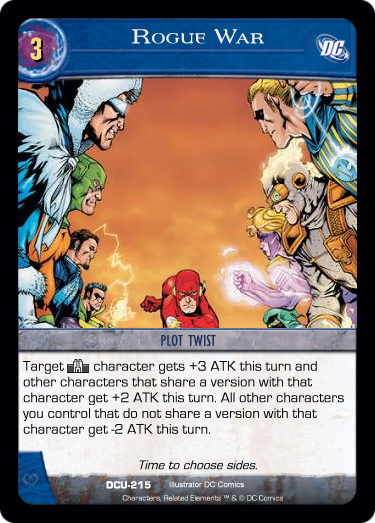 3
ROGUE WAR
DC
PLOT TWIST
Target character gets +3 ATK this turn and
other characters that share a version with that
character get +2 ATK this turn. All other characters
you control that do not share a version with that
character get -2 ATK this turn.
Time to choose sides.
DCU-215 Illustrator DC Comics
Characters, Related Elements ™ & © DC Comics